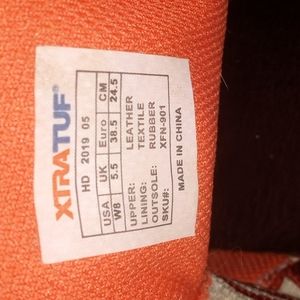 XTRATUF®
HD 2019 05
USA UK Euro CM
W8 5.5 38.5 24.5
UPPER: LEATHER
LINING: TEXTILE
OUTSOLE: RUBBER
SKU#: XFN-901
MADE IN CHINA